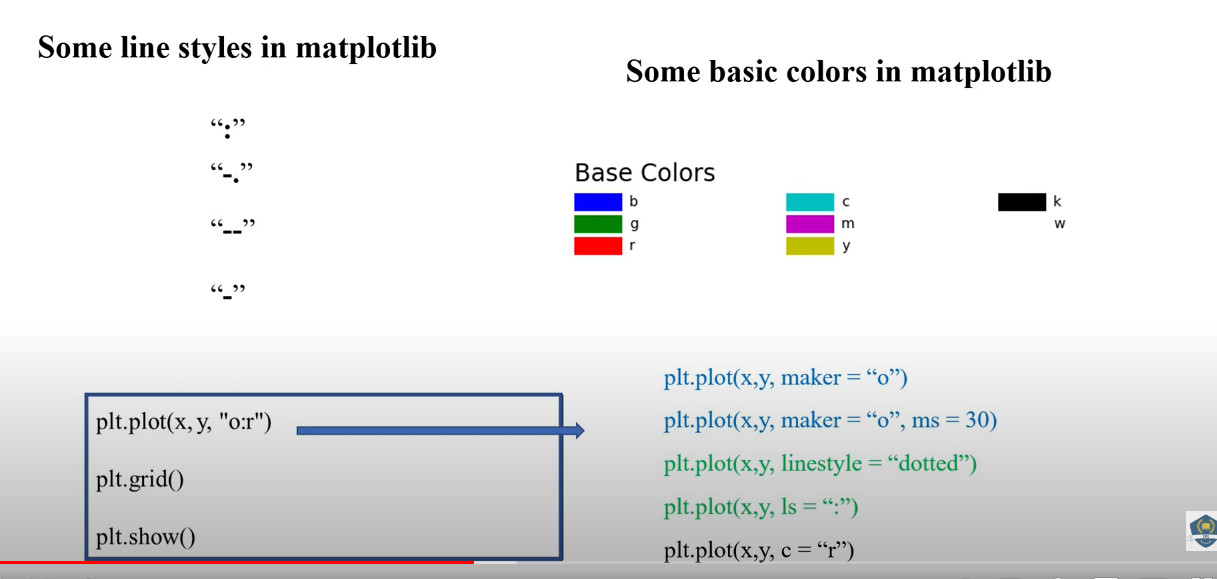 Some line styles in matplotlib
“:”
“-.”
“--”
“-”
Some basic colors in matplotlib
Base Colors
b
g
r
c
m
y
k
w
plt.plot(x, y, "o:r")
plt.grid()
plt.show()
plt.plot(x,y, maker = “o”)
plt.plot(x,y, maker = “o”, ms = 30)
plt.plot(x,y, linestyle = “dotted”)
plt.plot(x,y, ls = “:”)
plt.plot(x,y, c = “r”)